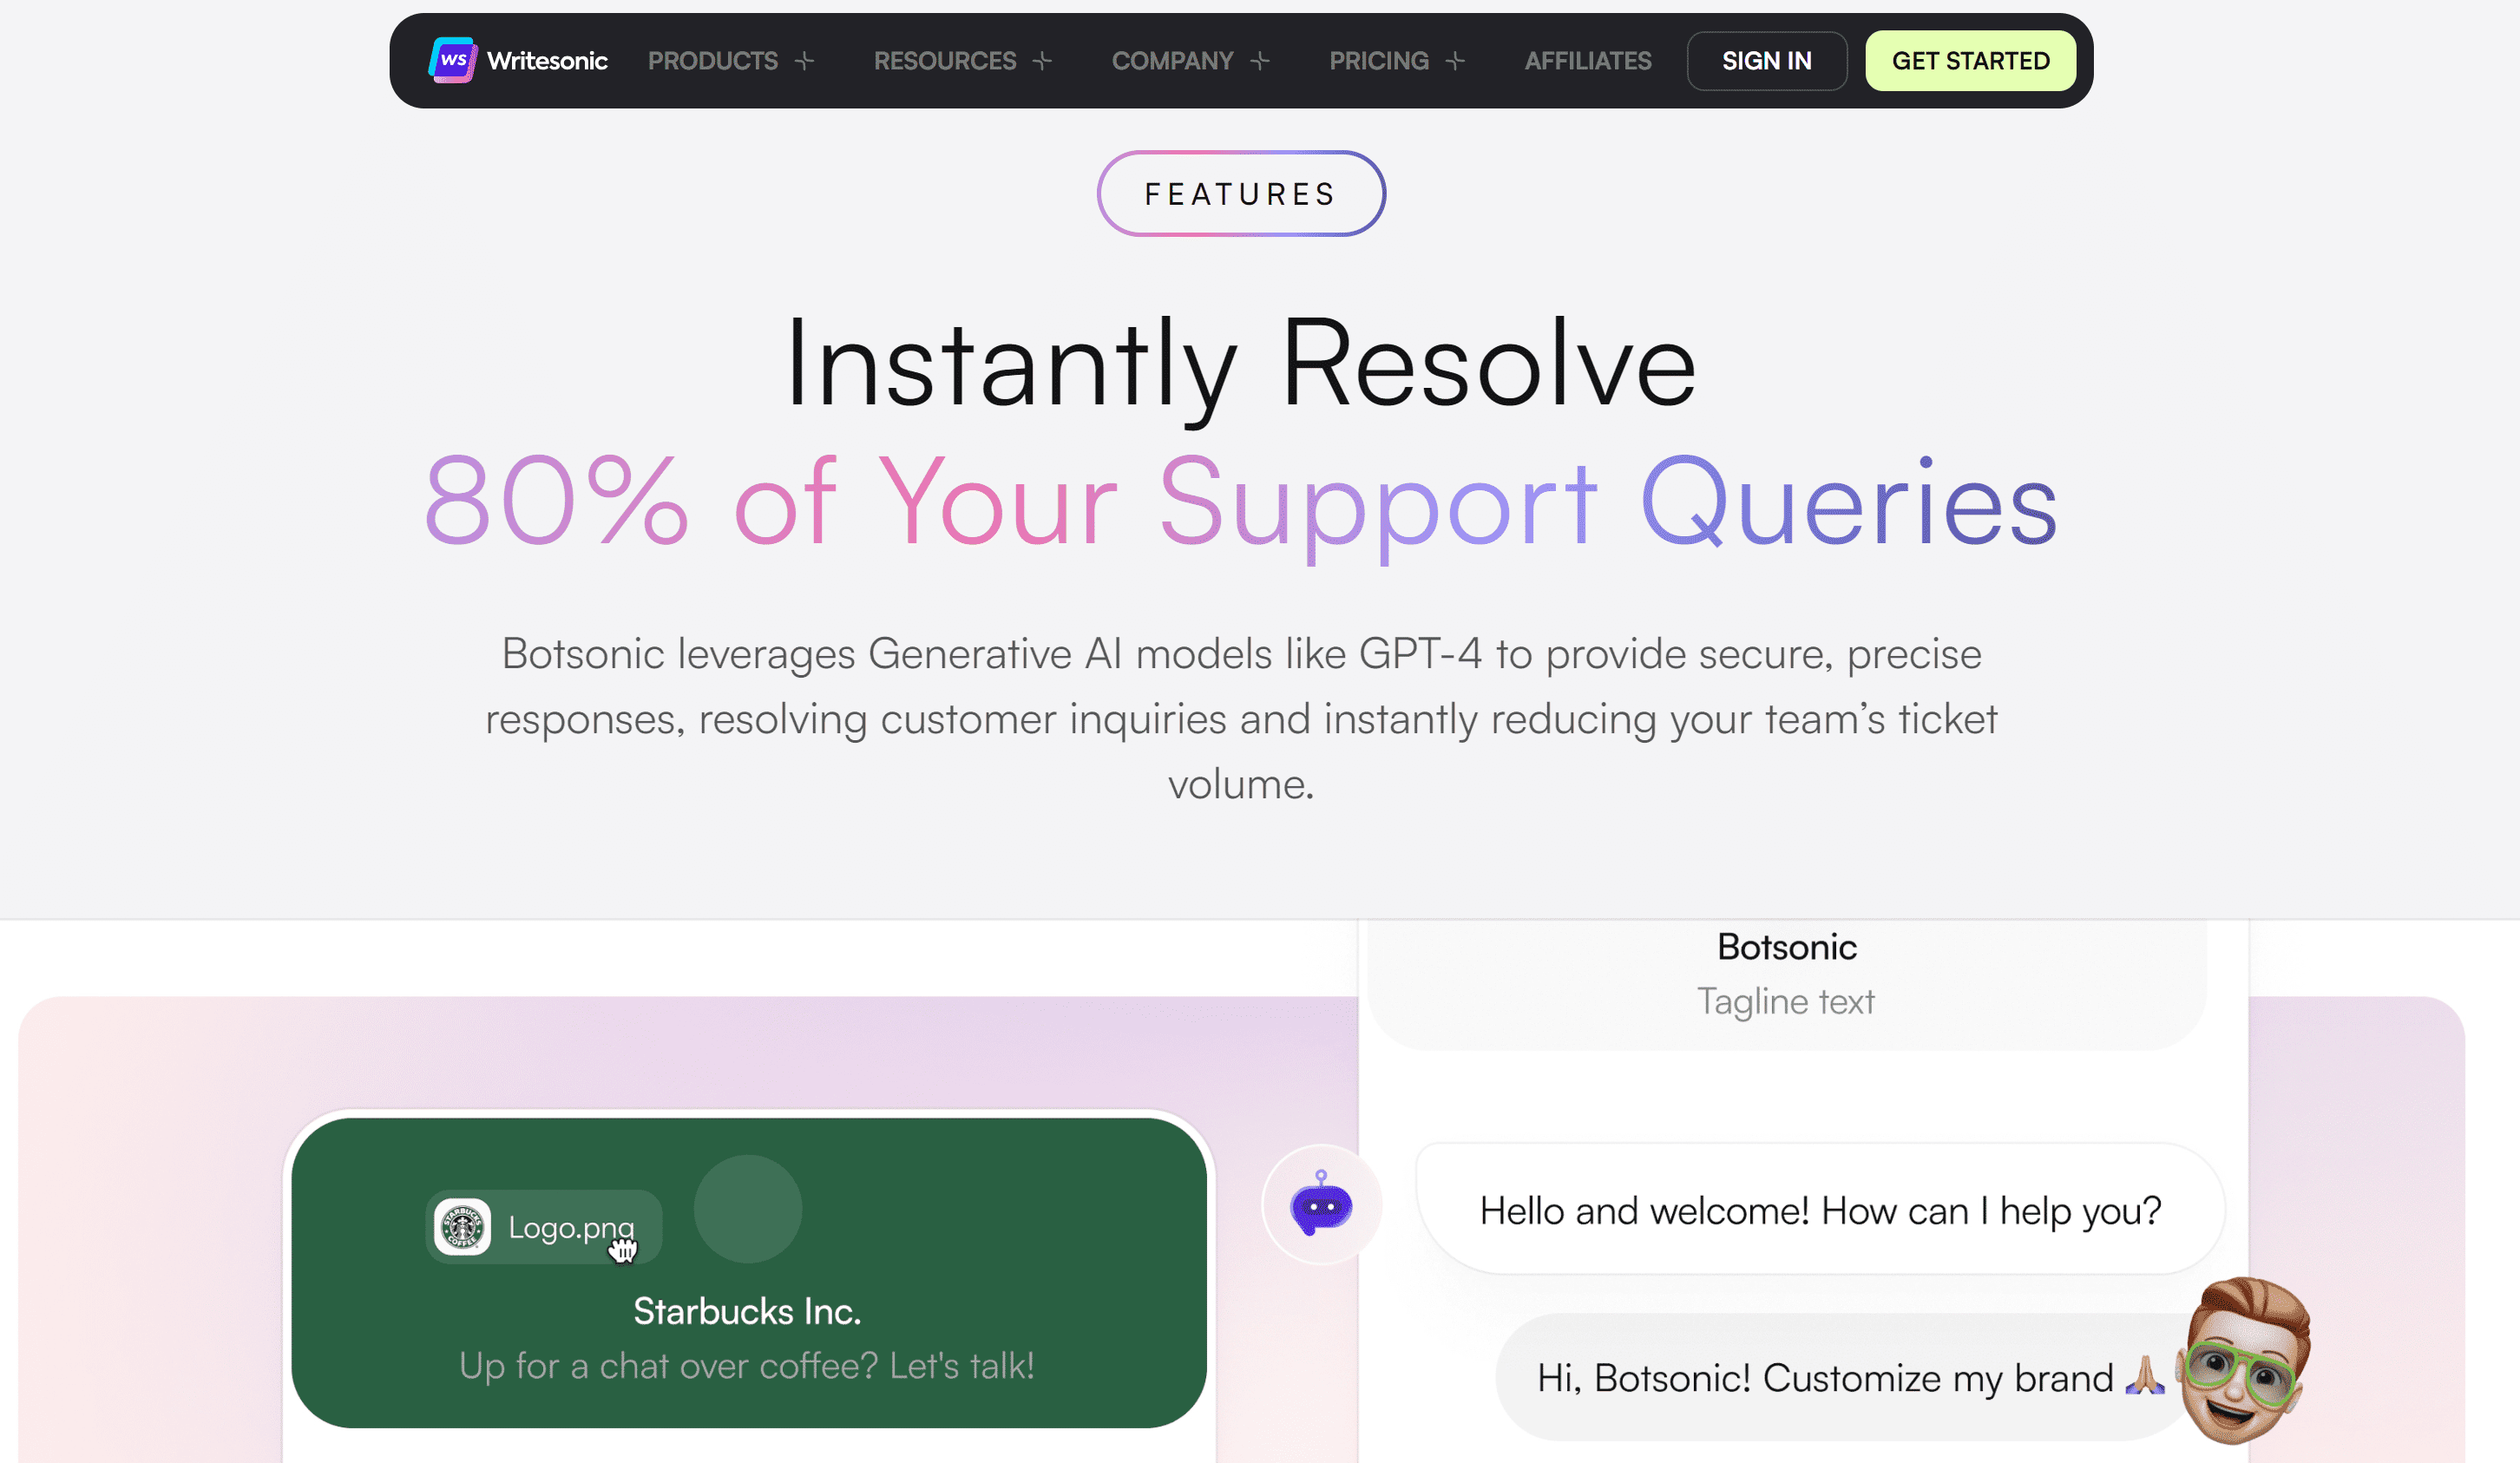 WS Writesonic PRODUCTS RESOURCES COMPANY PRICING AFFILIATES SIGN IN GET STARTED
FEATURES
Instantly Resolve
80% of Your Support Queries
Botsonic leverages Generative AI models like GPT-4 to provide secure, precise
responses, resolving customer inquiries and instantly reducing your team’s ticket
volume.
Botsonic
Tagline text
STARBUCKS COFFEE
Logo.png
Starbucks Inc.
Up for a chat over coffee? Let's talk!
Hello and welcome! How can I help you?
Hi, Botsonic! Customize my brand 🙏🏼